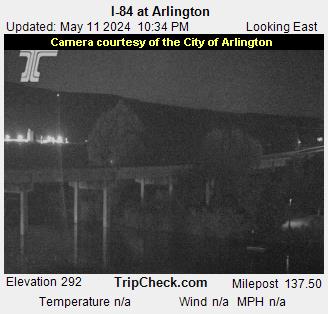 I-84 at Arlington
Updated: May 11 2024 10:34 PM Looking East
Camera courtesy of the City of Arlington
Elevation 292 TripCheck.com Milepost 137.50
Temperature n/a Wind n/a MPH n/a